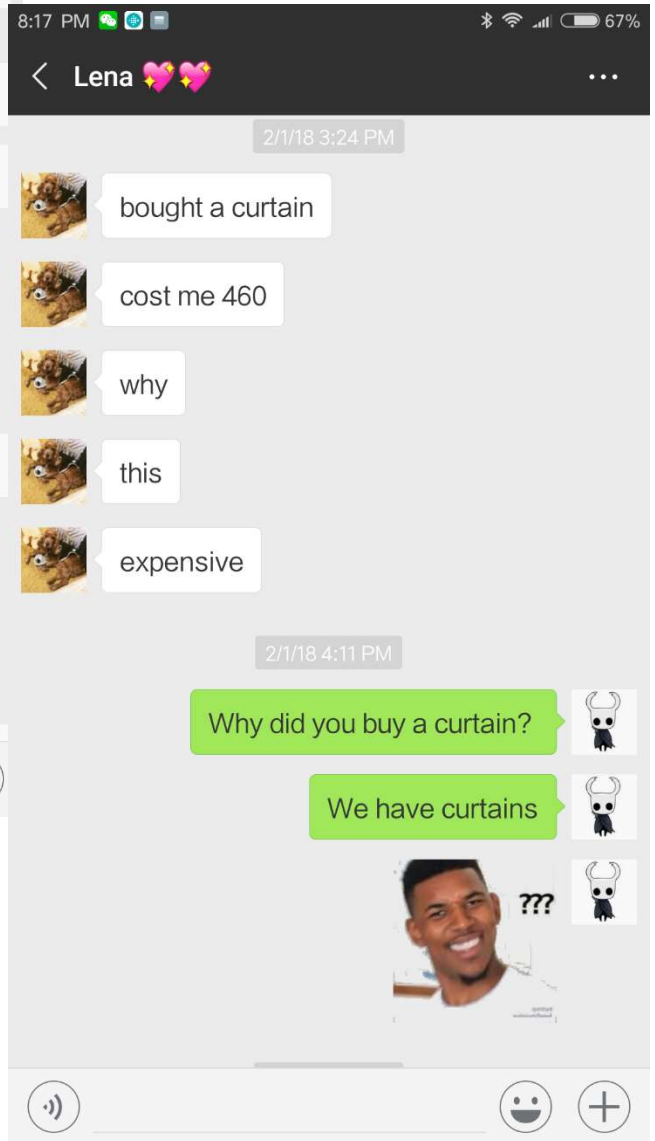 8:17 PM 67%
Lena 💖💖
2/1/18 3:24 PM
bought a curtain
cost me 460
why
this
expensive
2/1/18 4:11 PM
Why did you buy a curtain?
We have curtains
???